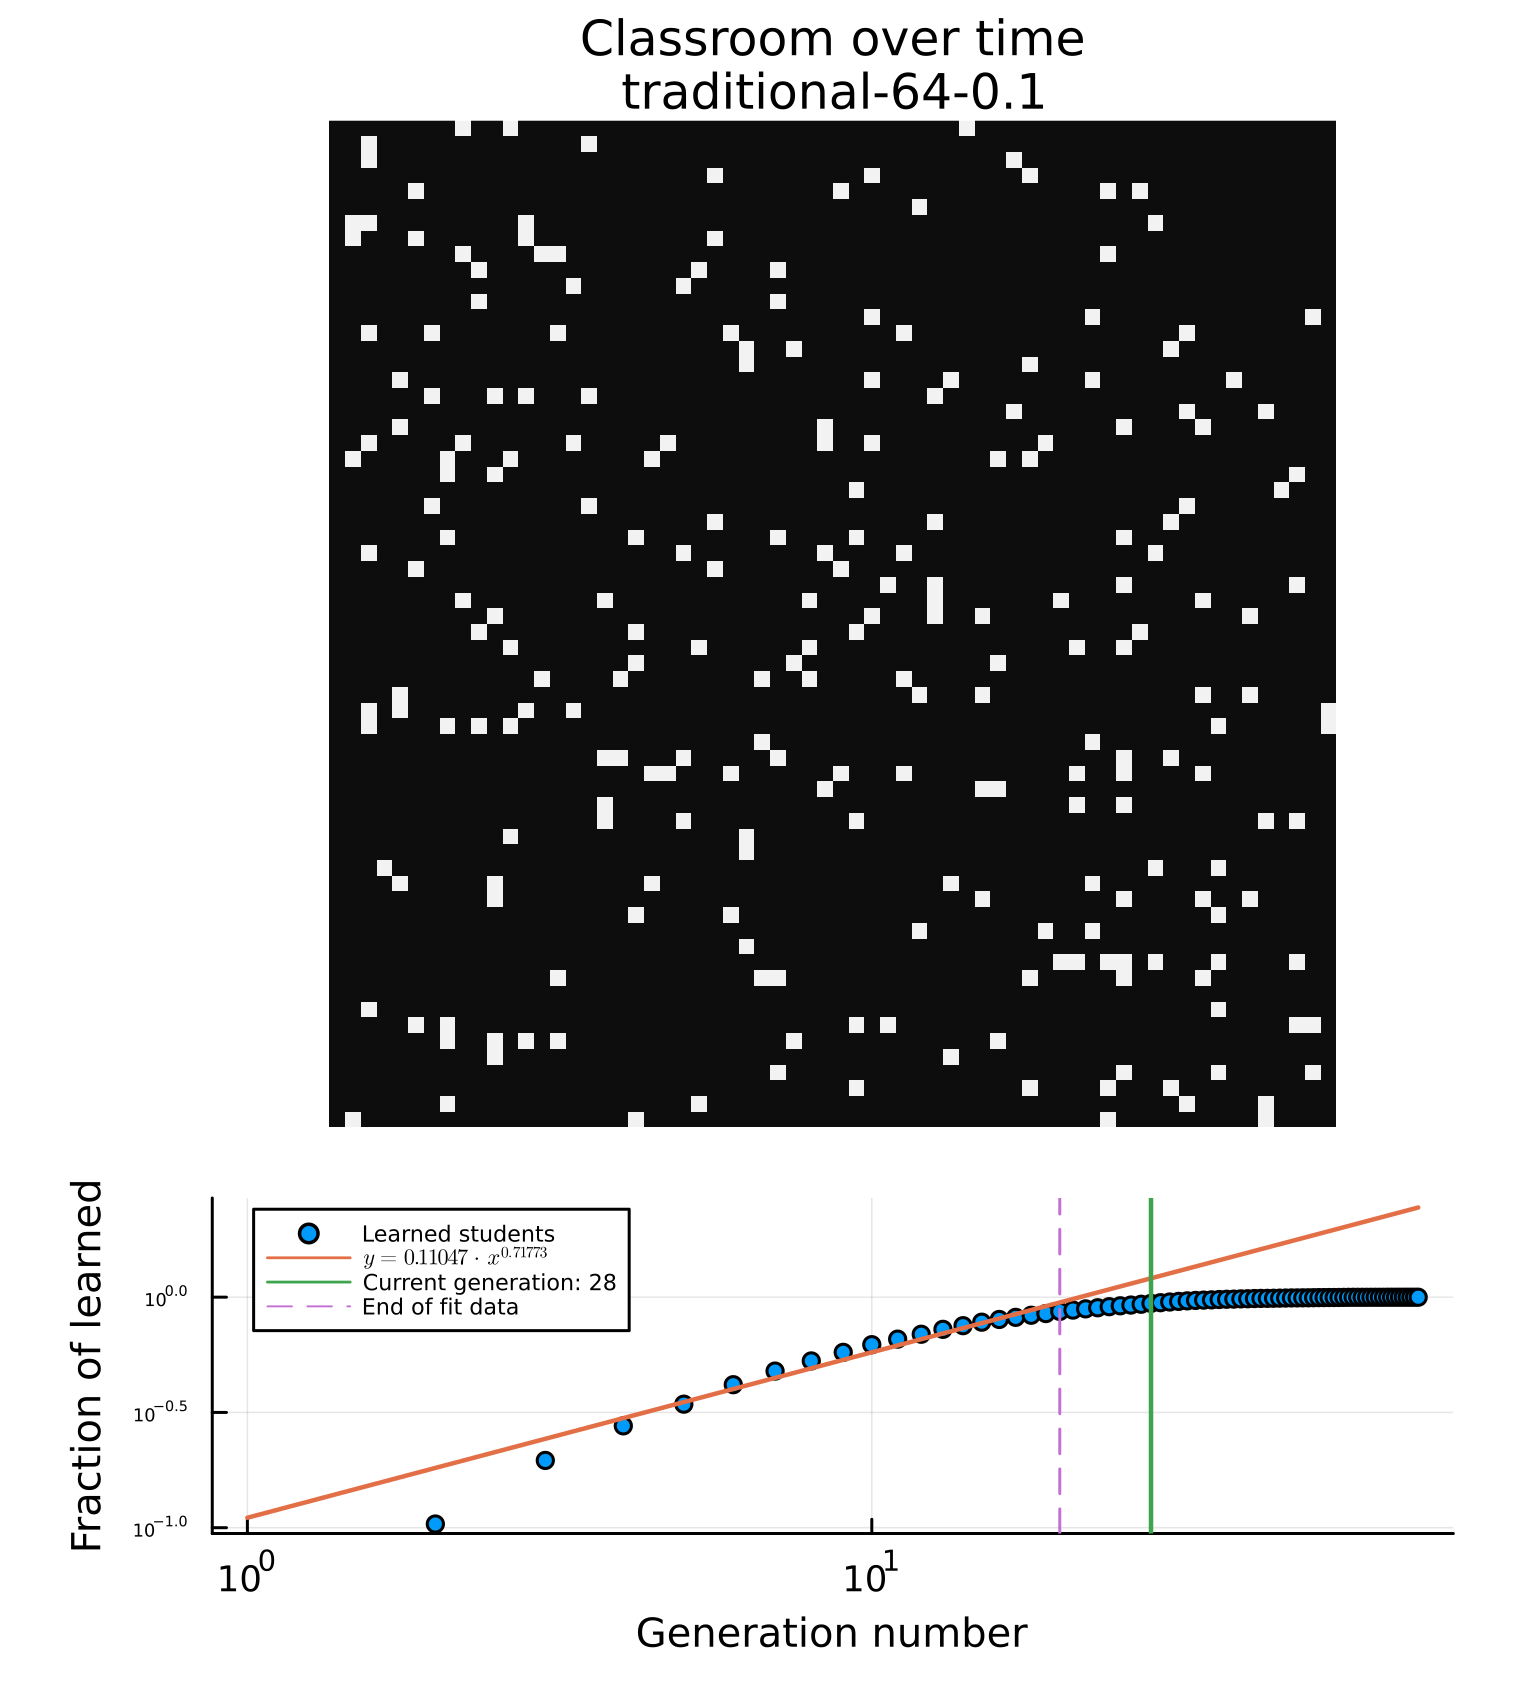 Classroom over time
traditional-64-0.1
Fraction of learned
Learned students
y = 0.11047 · x^0.71773
Current generation: 28
End of fit data
10^0.0
10^−0.5
10^−1.0
10^0
10^1
Generation number